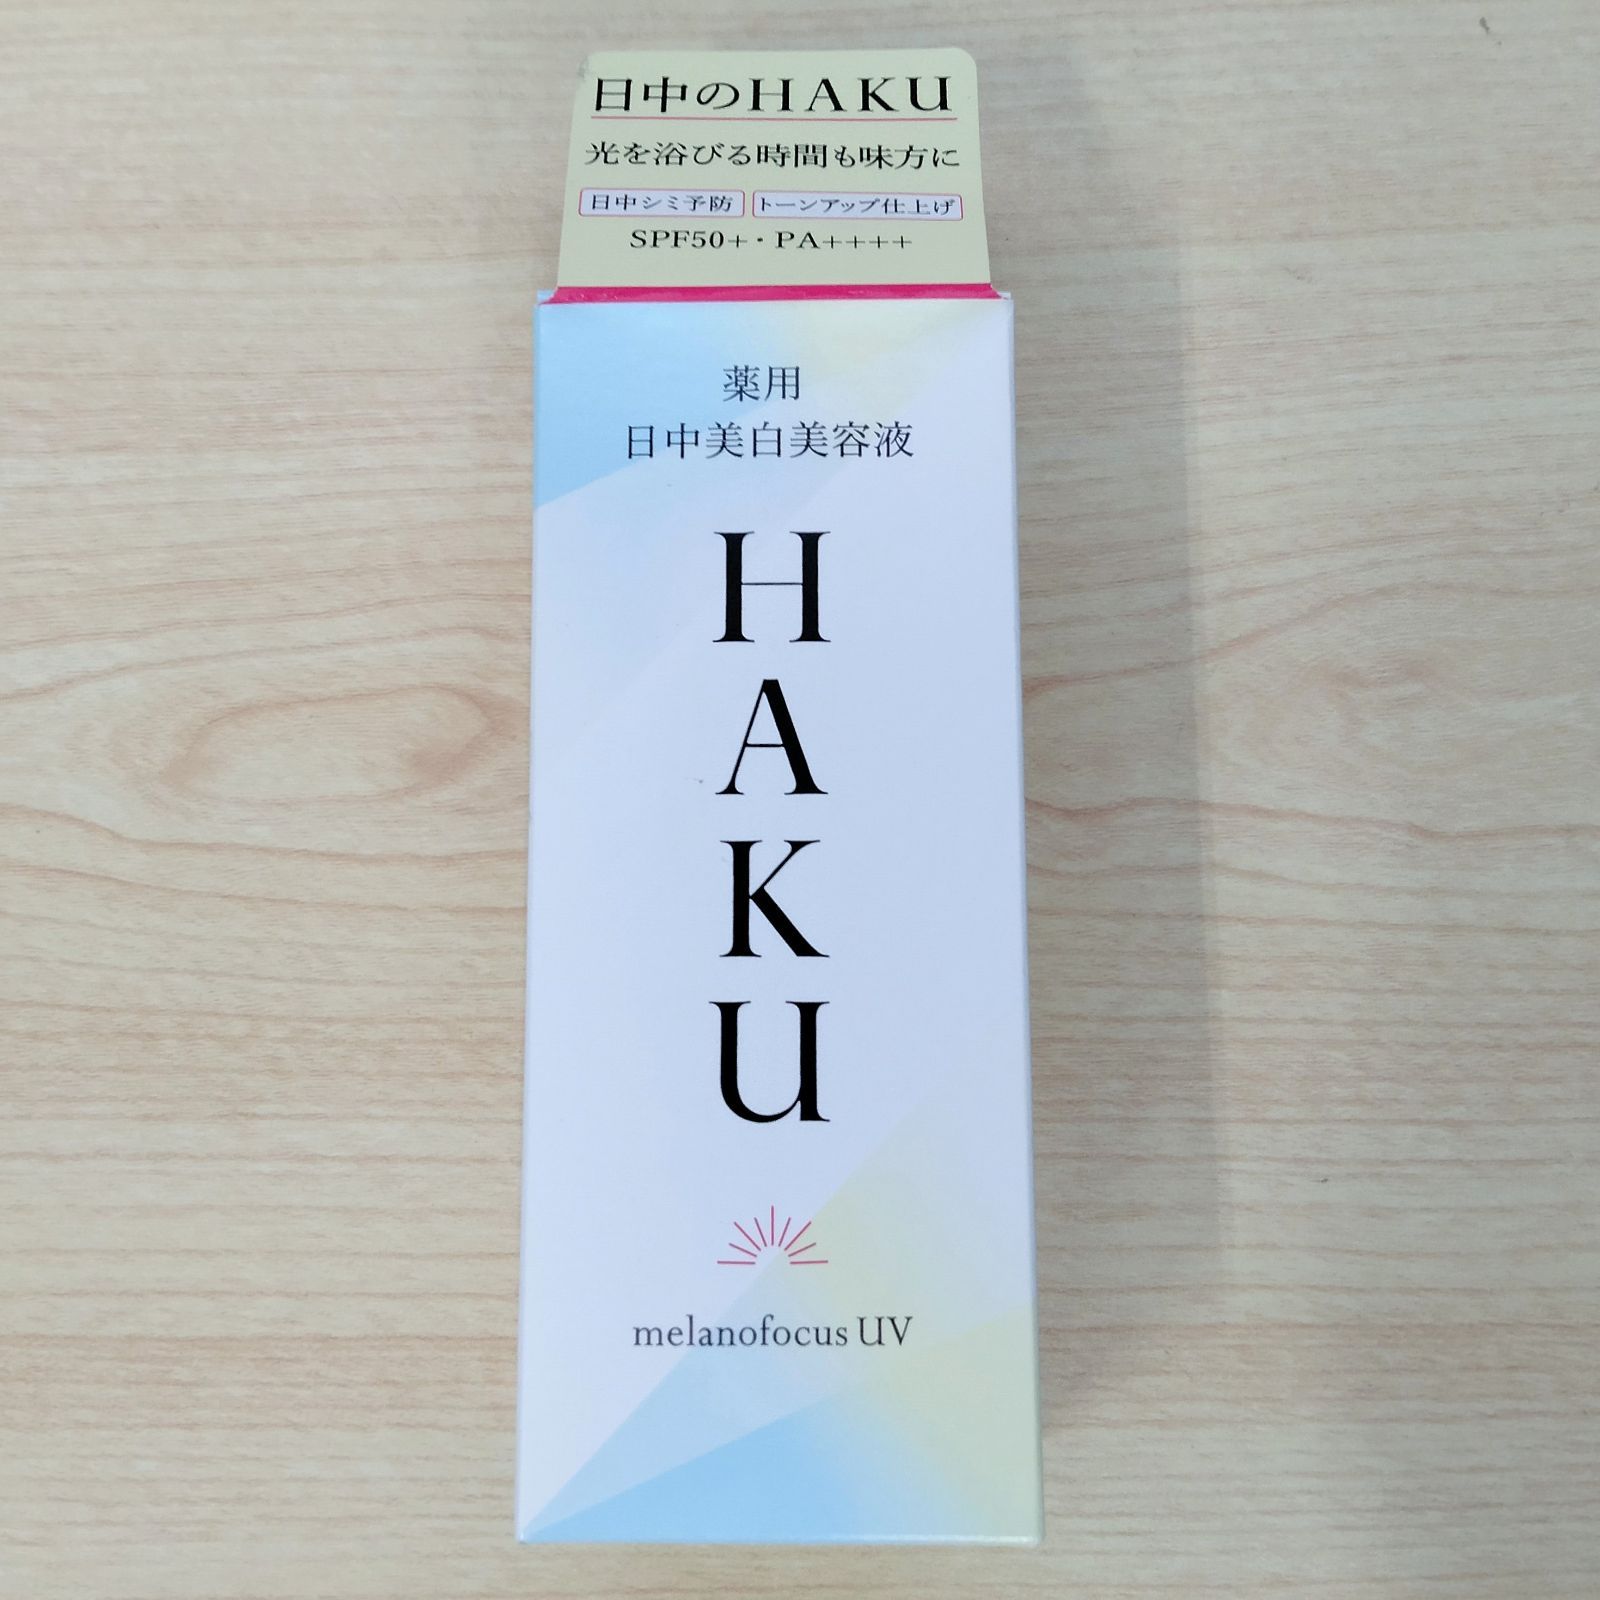 日中のHAKU
光を浴びる時間も味方に
日中シミ予防 トーンアップ仕上げ
SPF50+・PA++++
薬用
日中美白美容液
HAKU
melanofocus UV